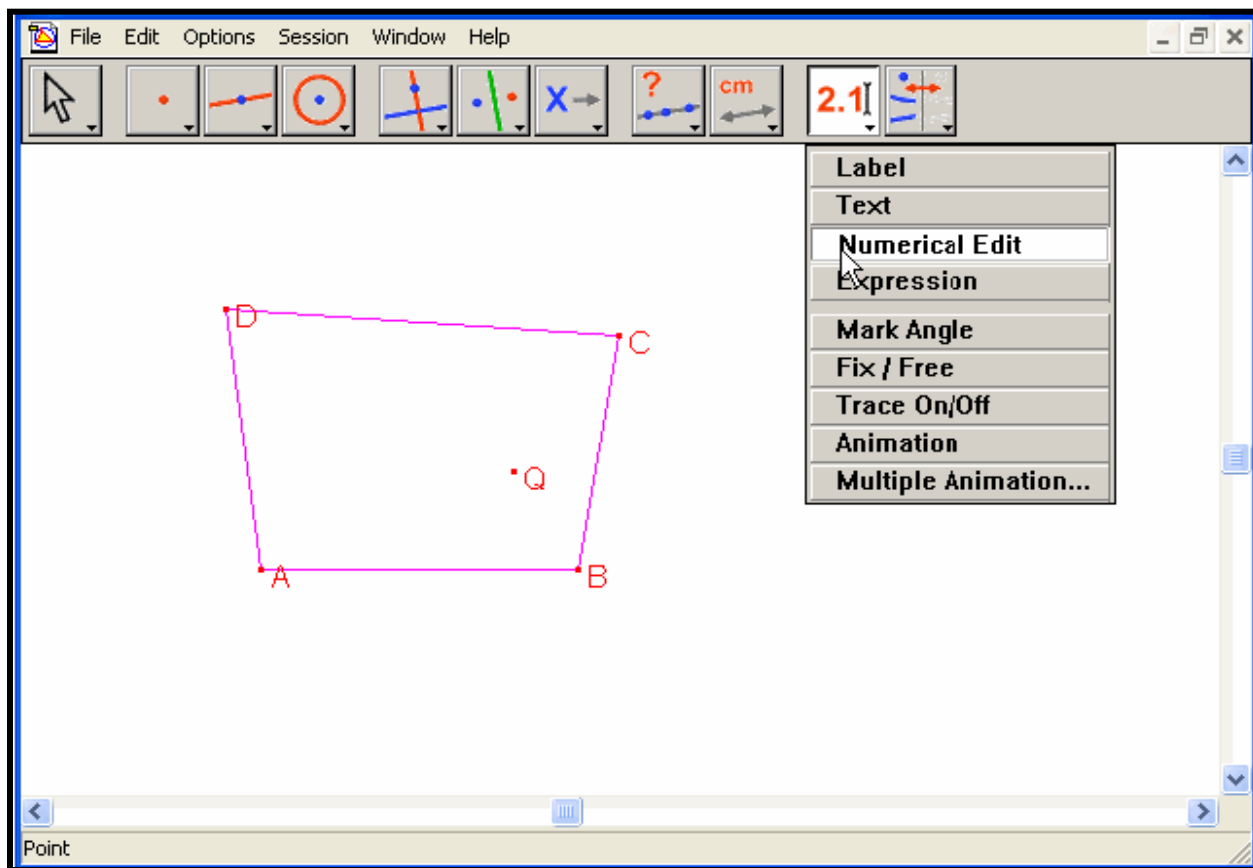 File Edit Options Session Window Help
? cm 2.1
X
Label
Text
Numerical Edit
Expression
Mark Angle
Fix / Free
Trace On/Off
Animation
Multiple Animation...
D
C
Q
A
B
Point